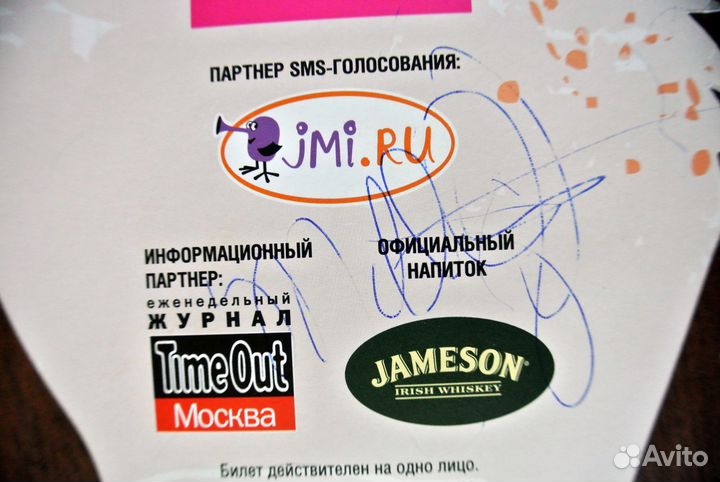 ПАРТНЕР SMS-ГОЛОСОВАНИЯ:
JMI.RU
ИНФОРМАЦИОННЫЙ
ПАРТНЕР:
еженедельный
ЖУРНАЛ
Time Out
Москва
ОФИЦИАЛЬНЫЙ
НАПИТОК
JAMESON
IRISH WHISKEY
Билет действителен на одно лицо.
Avito